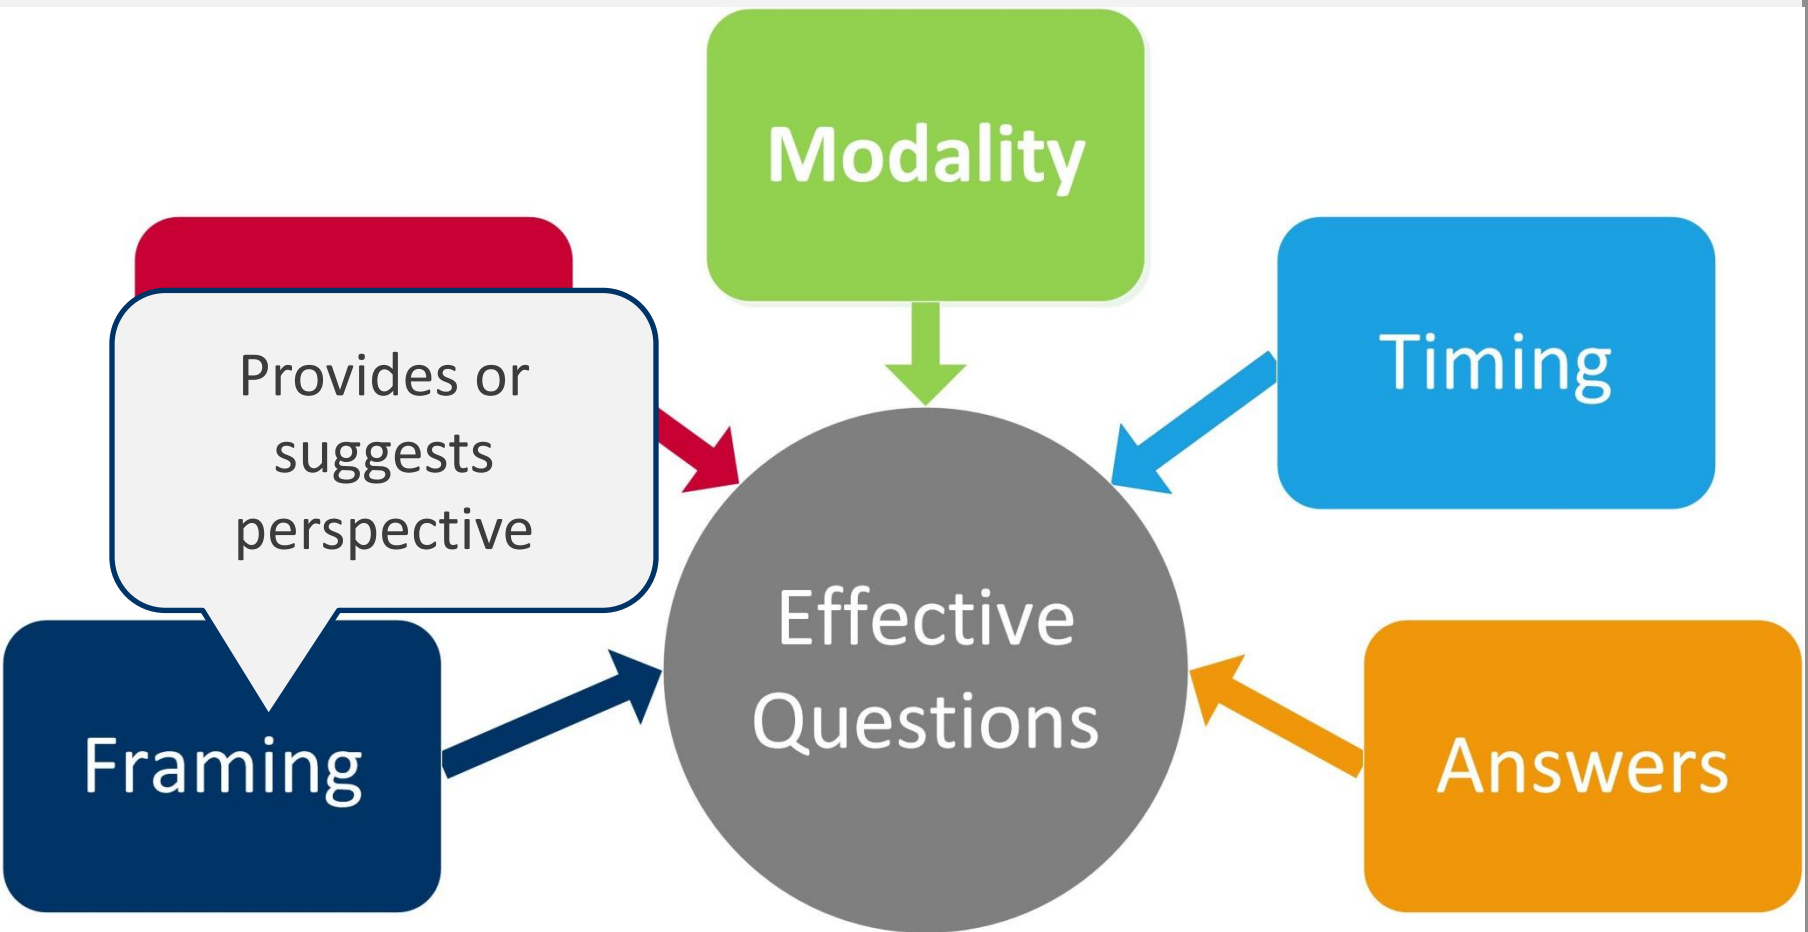 Modality
Provides or
suggests
perspective
Timing
Effective
Questions
Framing
Answers